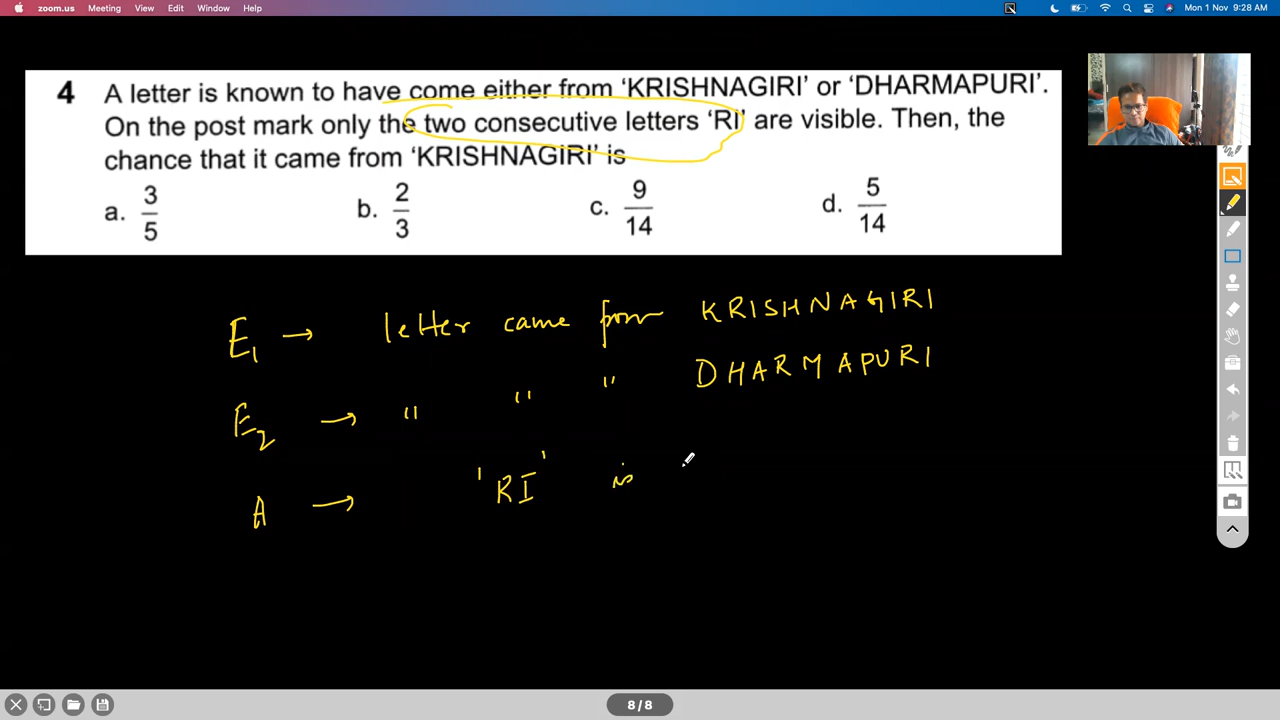 zoom.us Meeting View Edit Window Help Mon 1 Nov 9:28 AM
4 A letter is known to have come either from ‘KRISHNAGIRI’ or ‘DHARMAPURI’.
On the post mark only the two consecutive letters ‘RI’ are visible. Then, the
chance that it came from ‘KRISHNAGIRI’ is
a. 3/5 b. 2/3 c. 9/14 d. 5/14
E1 → letter came from KRISHNAGIRI
E2 → " " " DHARMAPURI
A → 'RI' is
8/8